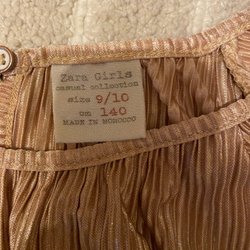 Zara Girls
casual collection
size 9/10
cm 140
MADE IN MOROCCO